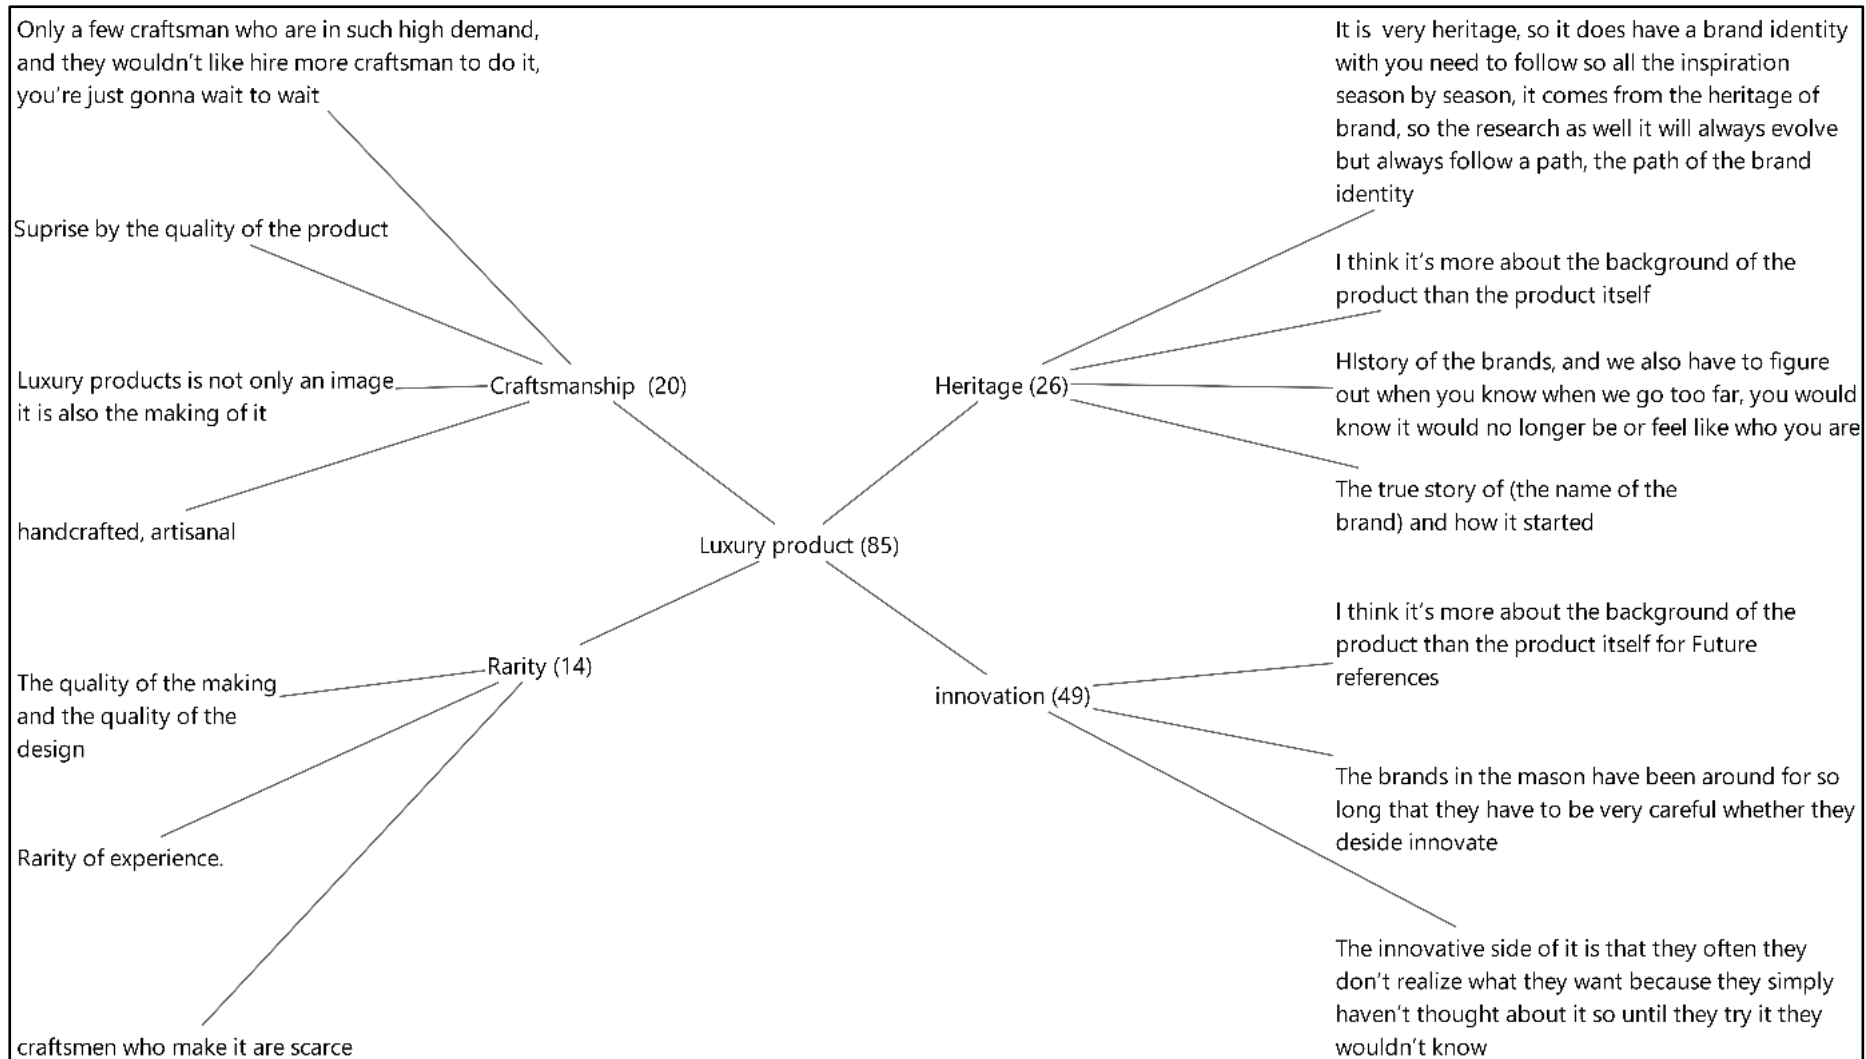 Only a few craftsman who are in such high demand,
and they wouldn't like hire more craftsman to do it,
you're just gonna wait to wait
Suprise by the quality of the product
Luxury products is not only an image
it is also the making of it
handcrafted, artisanal
Craftsmanship (20)
Heritage (26)
It is very heritage, so it does have a brand identity
with you need to follow so all the inspiration
season by season, it comes from the heritage of
brand, so the research as well it will always evolve
but always follow a path, the path of the brand
identity
I think it's more about the background of the
product than the product itself
HIstory of the brands, and we also have to figure
out when you know when we go too far, you would
know it would no longer be or feel like who you are
The true story of (the name of the
brand) and how it started
Luxury product (85)
Rarity (14)
The quality of the making
and the quality of the
design
Rarity of experience.
craftsmen who make it are scarce
innovation (49)
I think it's more about the background of the
product than the product itself for Future
references
The brands in the mason have been around for so
long that they have to be very careful whether they
deside innovate
The innovative side of it is that they often they
don't realize what they want because they simply
haven't thought about it so until they try it they
wouldn't know